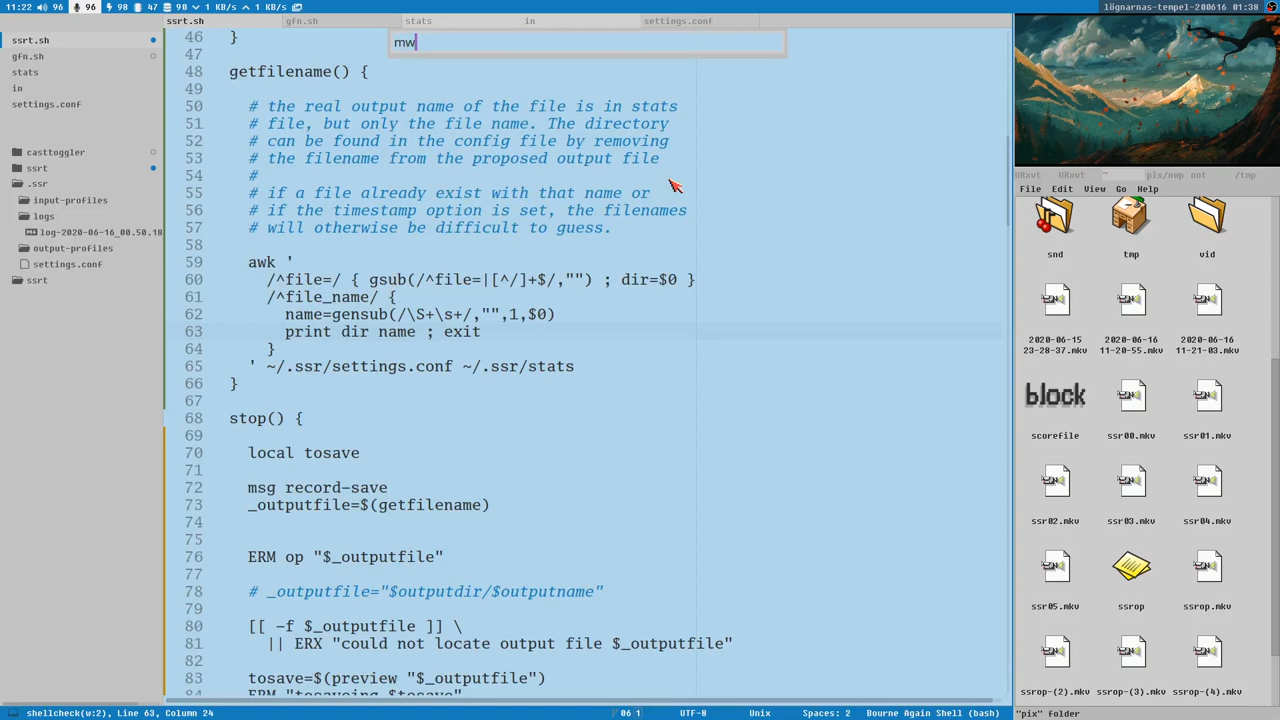 11:22 96 96 98 47 90 1 KB/s 1 KB/s
lögnarnas-tempel-200616 01:38
ssrt.sh gfn.sh stats in settings.conf
ssrt.sh
gfn.sh
stats
in
settings.conf
casttoggler
ssrt
.ssr
input-profiles
logs
log-2020-06-16_00.50.18
output-profiles
settings.conf
ssrt
mw
46 }
47
48 getfilename() {
49
50 # the real output name of the file is in stats
51 # file, but only the file name. The directory
52 # can be found in the config file by removing
53 # the filename from the proposed output file
54 #
55 # if a file already exist with that name or
56 # if the timestamp option is set, the filenames
57 # will otherwise be difficult to guess.
58
59 awk '
60 /^file=/ { gsub(/^file=|[^/]+$/,"") ; dir=$0 }
61 /^file_name/ {
62 name=gensub(/\S+\s+/,"",1,$0)
63 print dir name ; exit
64 }
65 ' ~/.ssr/settings.conf ~/.ssr/stats
66 }
67
68 stop() {
69
70 local tosave
71
72 msg record-save
73 _outputfile=$(getfilename)
74
75
76 ERM op "$_outputfile"
77
78 # _outputfile="$outputdir/$outputname"
79
80 [[ -f $_outputfile ]] \
81 || ERX "could not locate output file $_outputfile"
82
83 tosave=$(preview "$_outputfile")
84 ERM "tosaveing $tosave"
shellcheck(w:2), Line 63, Column 24 06 1 UTF-8 Unix Spaces: 2 Bourne Again Shell (bash)
URxvt URxvt ~ pix/nwp not /tmp
File Edit View Go Help
snd tmp vid
2020-06-15 23-28-37.mkv
2020-06-16 11-20-55.mkv
2020-06-16 11-21-03.mkv
block
scorefile ssr00.mkv ssr01.mkv
ssr02.mkv ssr03.mkv ssr04.mkv
ssr05.mkv ssrop ssrop.mkv
ssrop-(2).mkv ssrop-(3).mkv ssrop-(4).mkv
"pix" folder